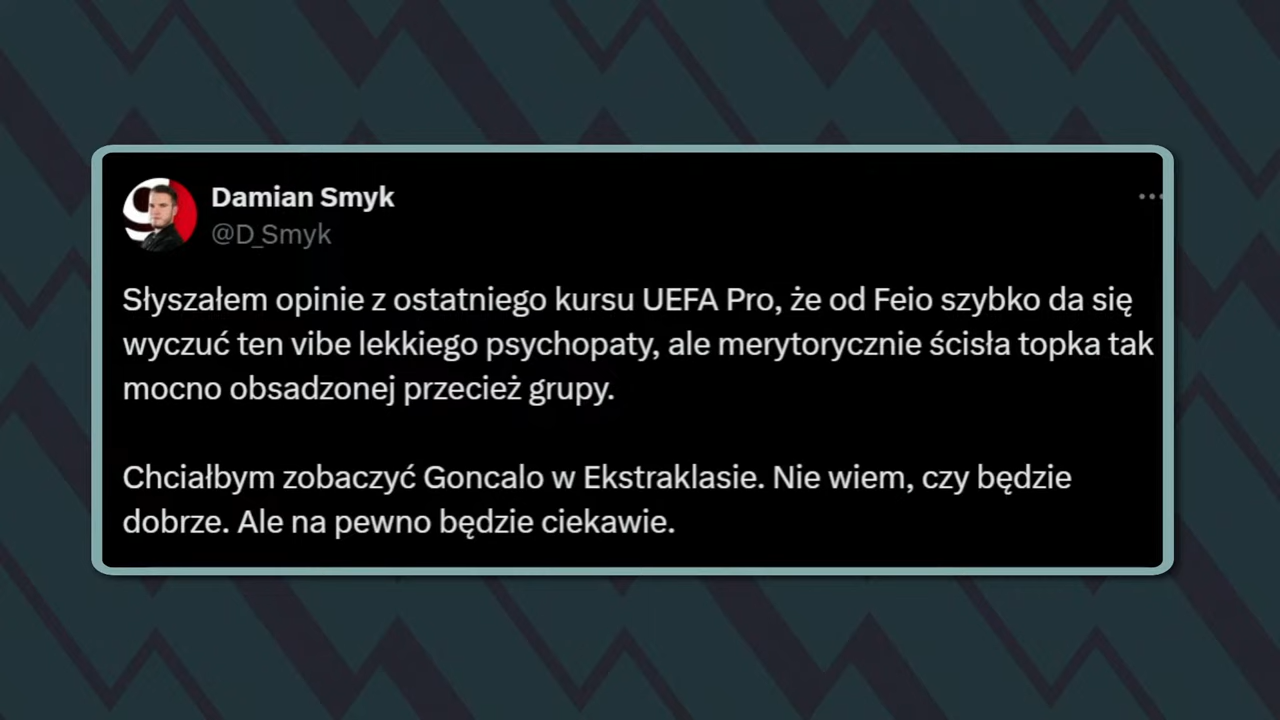 Damian Smyk
@D_Smyk
Słyszałem opinie z ostatniego kursu UEFA Pro, że od Feio szybko da się
wyczuć ten vibe lekkiego psychopaty, ale merytorycznie ścisła topka tak
mocno obsadzonej przecież grupy.
Chciałbym zobaczyć Goncalo w Ekstraklasie. Nie wiem, czy będzie
dobrze. Ale na pewno będzie ciekawie.